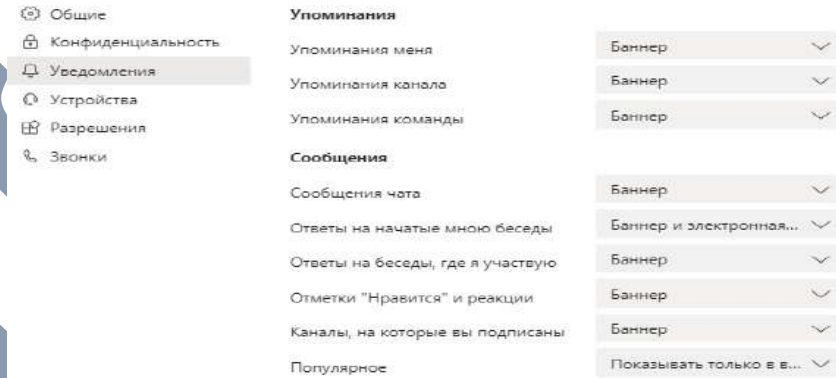 Общие
Конфиденциальность
Уведомления
Устройства
Разрешения
Звонки
Упоминания
Упоминания меня Баннер
Упоминания канала Баннер
Упоминания команды Баннер
Сообщения
Сообщения чата Баннер
Ответы на начатые мною беседы Баннер и электронная...
Ответы на беседы, где я участвую Баннер
Отметки "Нравится" и реакции Баннер
Каналы, на которые вы подписаны Баннер
Популярное Показывать только в в...